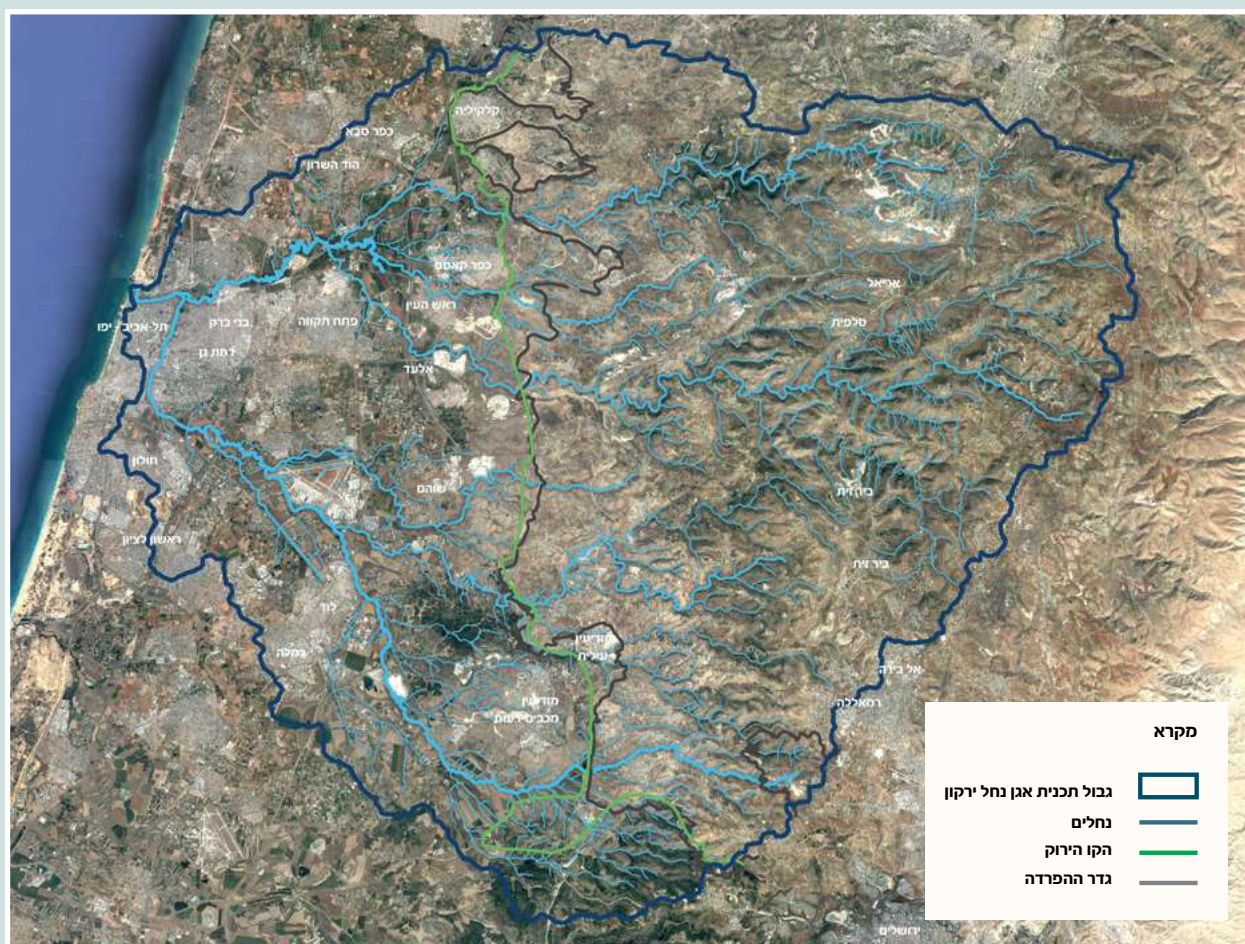 קלקיליה
כפר סבא
הוד השרון
כפר קאסם
ראש העין
אריאל
סלפית
תל-אביב - יפו
בני ברק
פתח תקווה
רמת גן
אלעד
חולון
שוהם
ביר זית
ראשון לציון
ביר זית
לוד
רמלה
מודיעין
עילית
אל בירה
רמאללה
מודיעין
מכבים-רעות
ירושלים
מקרא
גבול תכנית אגן נחל ירקון
נחלים
הקו הירוק
גדר ההפרדה